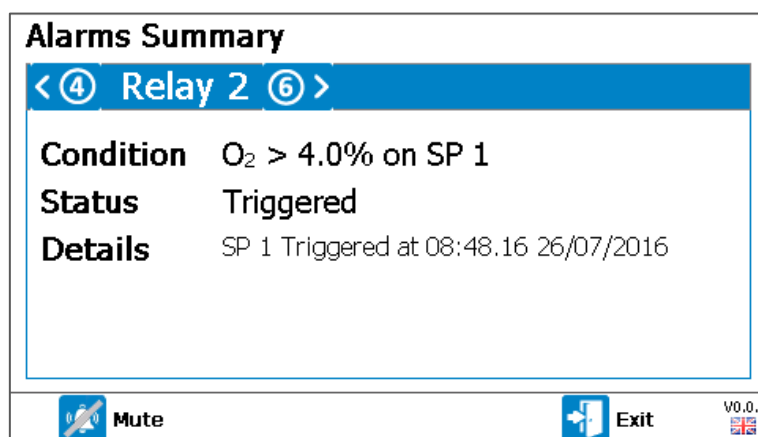 Alarms Summary
< ④ Relay 2 ⑥ >
Condition O₂ > 4.0% on SP 1
Status Triggered
Details SP 1 Triggered at 08:48.16 26/07/2016
Mute Exit V0.0.